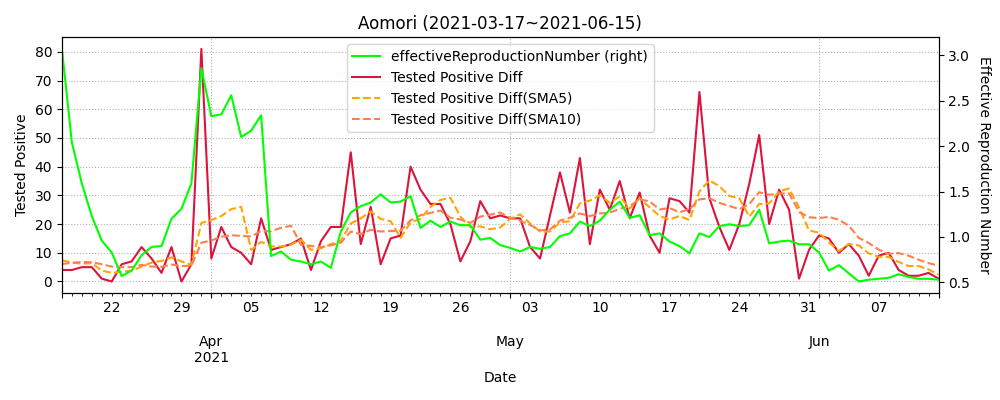 Aomori (2021-03-17~2021-06-15)
effectiveReproductionNumber (right)
Tested Positive Diff
Tested Positive Diff(SMA5)
Tested Positive Diff(SMA10)
Tested Positive
80
70
60
50
40
30
20
10
0
3.0
2.5
2.0
1.5
1.0
0.5
Effective Reproduction Number
22 29 05 12 19 26 03 10 17 24 31 07
Apr May Jun
2021
Date